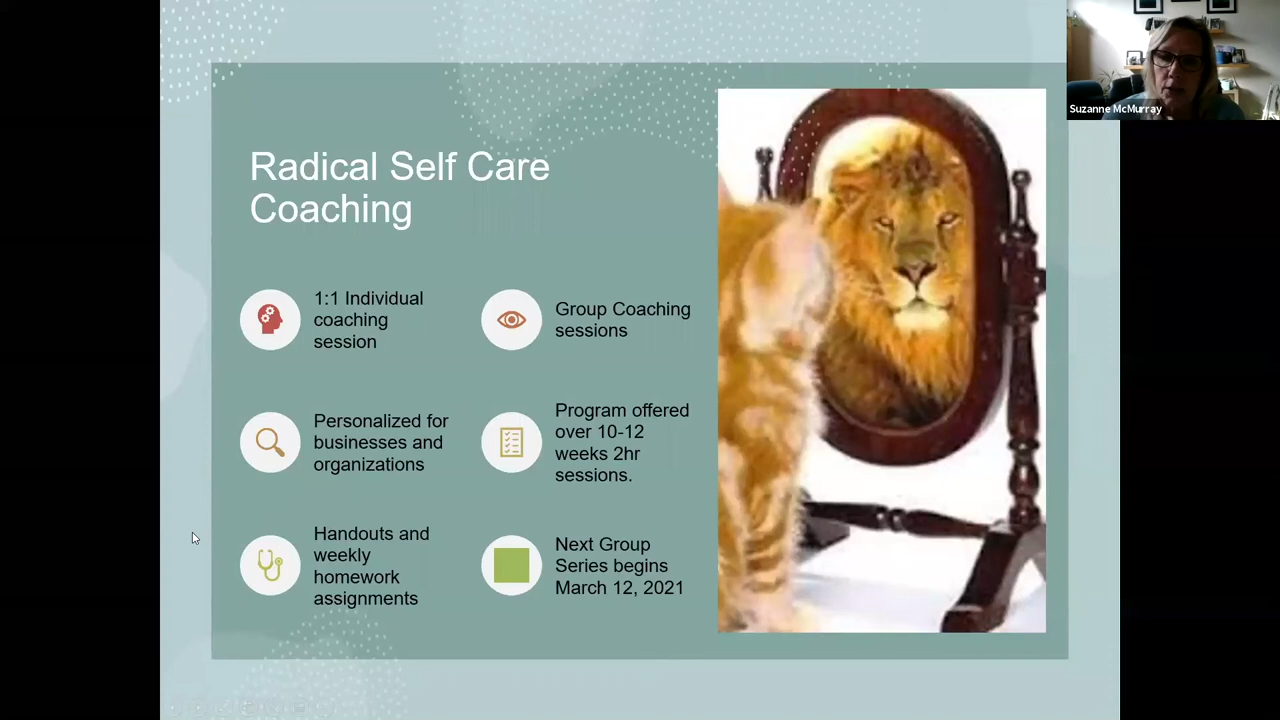 Suzanne McMurray
Radical Self Care
Coaching
1:1 Individual
coaching
session
Group Coaching
sessions
Personalized for
businesses and
organizations
Program offered
over 10-12
weeks 2hr
sessions.
Handouts and
weekly
homework
assignments
Next Group
Series begins
March 12, 2021